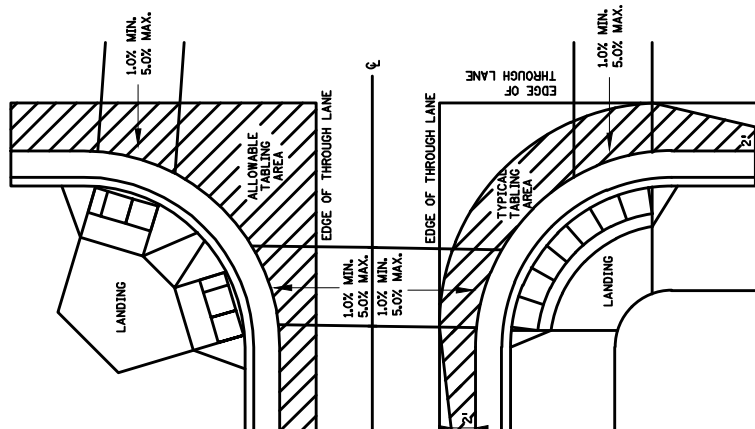 1.0% MIN.
5.0% MAX.
ALLOWABLE
TABLING
AREA
LANDING
EDGE OF THROUGH LANE
1.0% MIN.
5.0% MAX.
℄
1.0% MIN.
5.0% MAX.
EDGE OF THROUGH LANE
EDGE OF
THROUGH LANE
1.0% MIN.
5.0% MAX.
TYPICAL
TABLING
AREA
LANDING
2'
2'